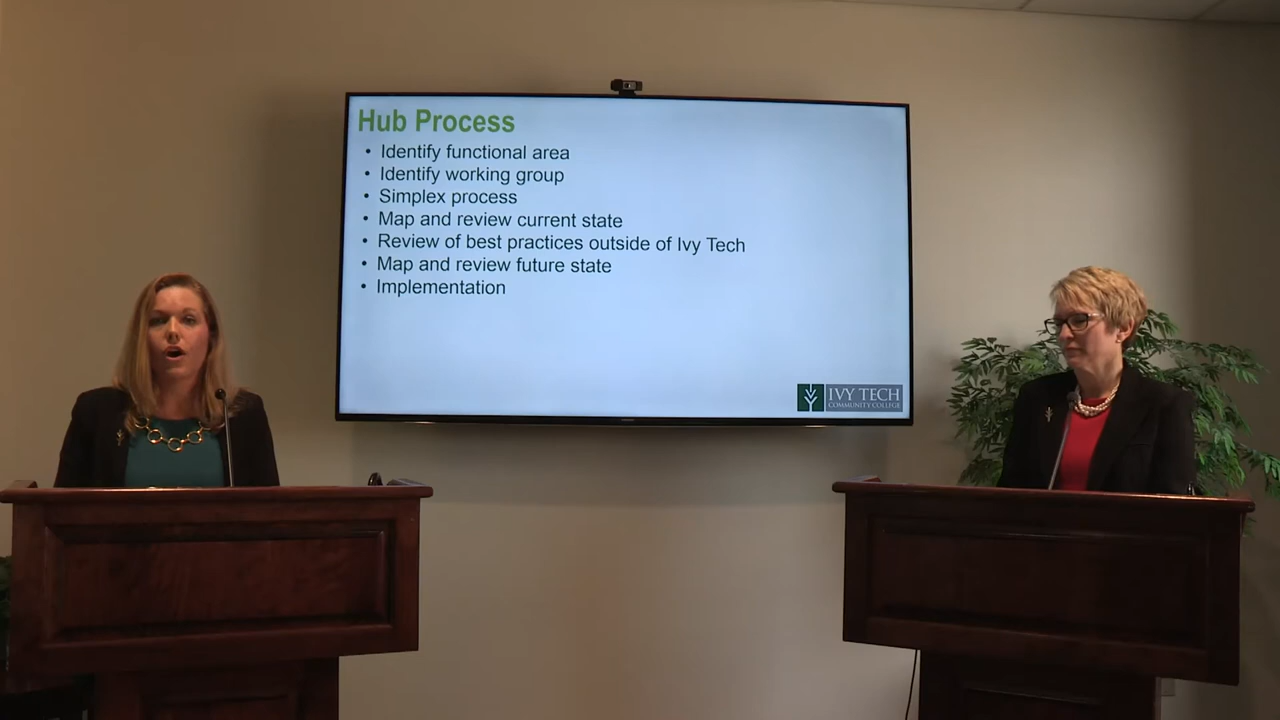 Hub Process
• Identify functional area
• Identify working group
• Simplex process
• Map and review current state
• Review of best practices outside of Ivy Tech
• Map and review future state
• Implementation
IVY TECH
COMMUNITY COLLEGE